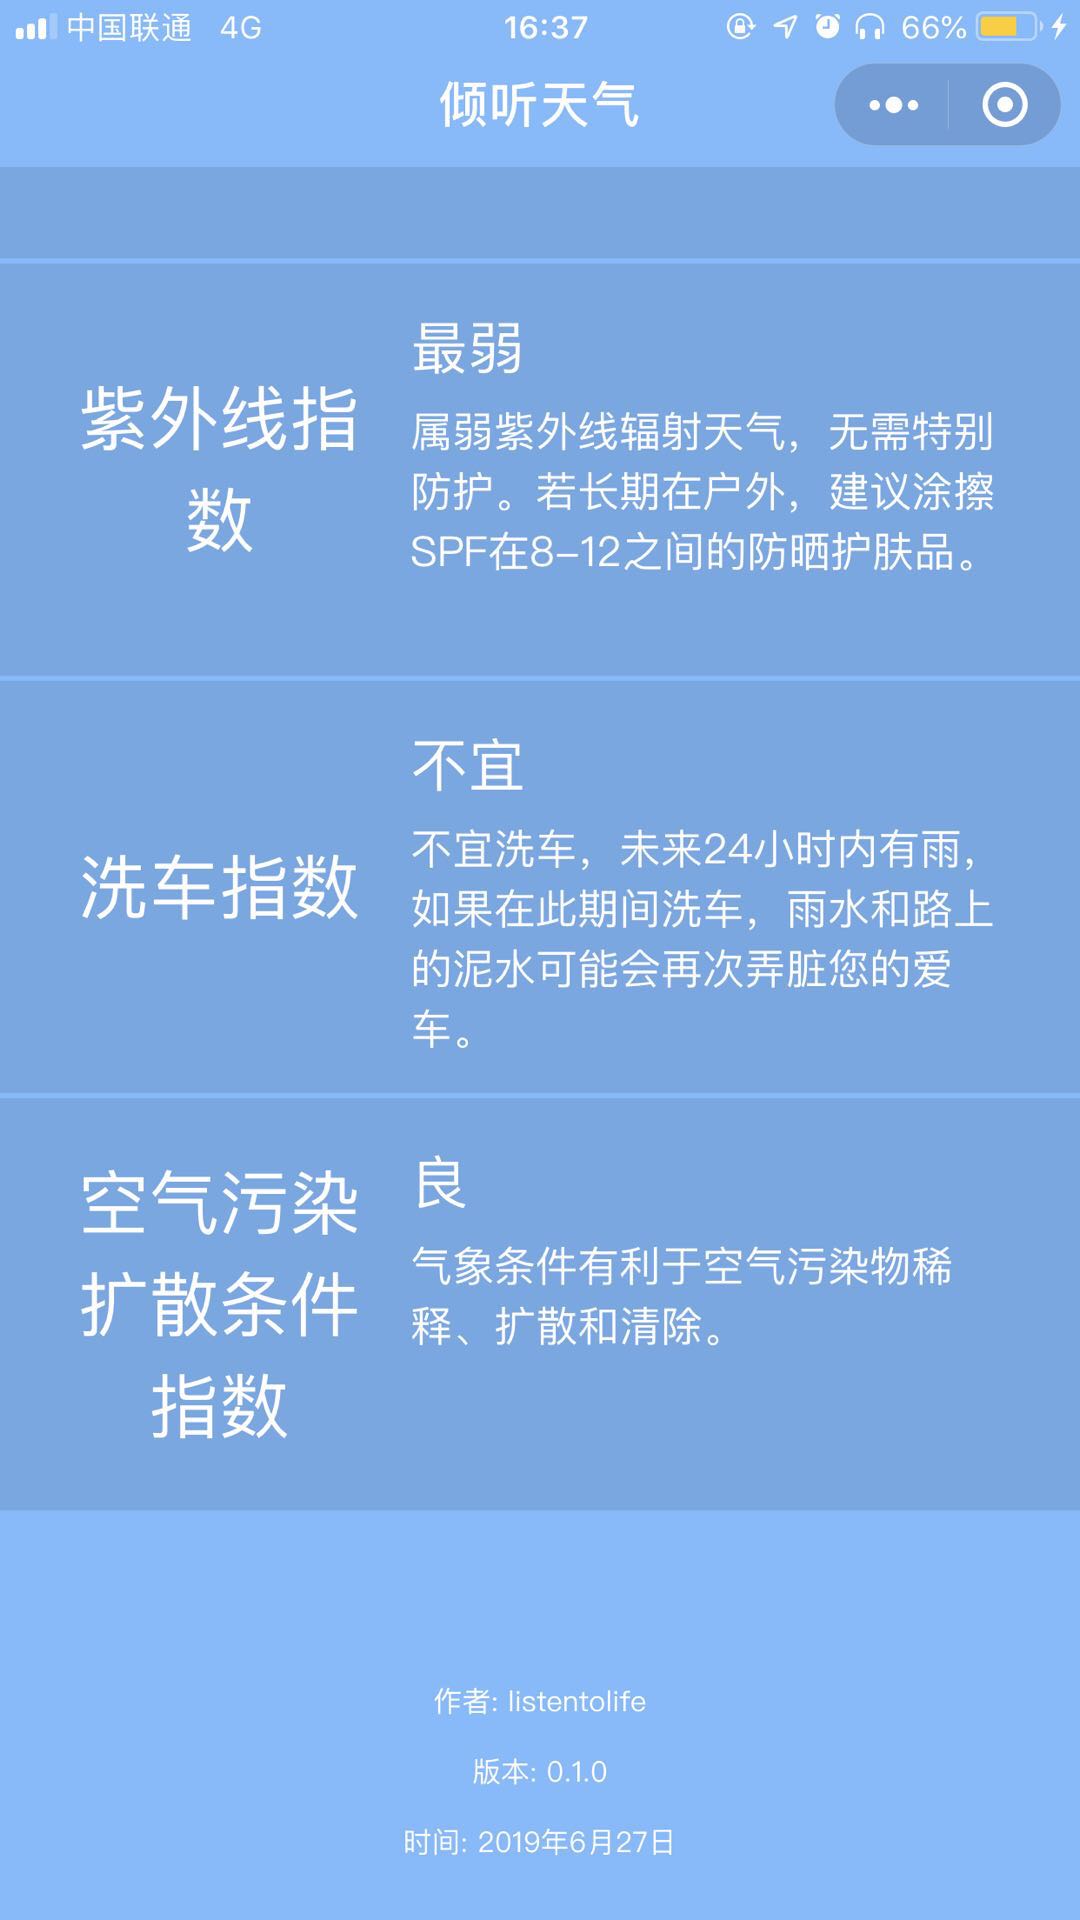 中国联通 4G 16:37 66%
倾听天气
紫外线指
数
最弱
属弱紫外线辐射天气，无需特别
防护。若长期在户外，建议涂擦
SPF在8-12之间的防晒护肤品。
洗车指数
不宜
不宜洗车，未来24小时内有雨，
如果在此期间洗车，雨水和路上
的泥水可能会再次弄脏您的爱
车。
空气污染
扩散条件
指数
良
气象条件有利于空气污染物稀
释、扩散和清除。
作者: listentolife
版本: 0.1.0
时间: 2019年6月27日